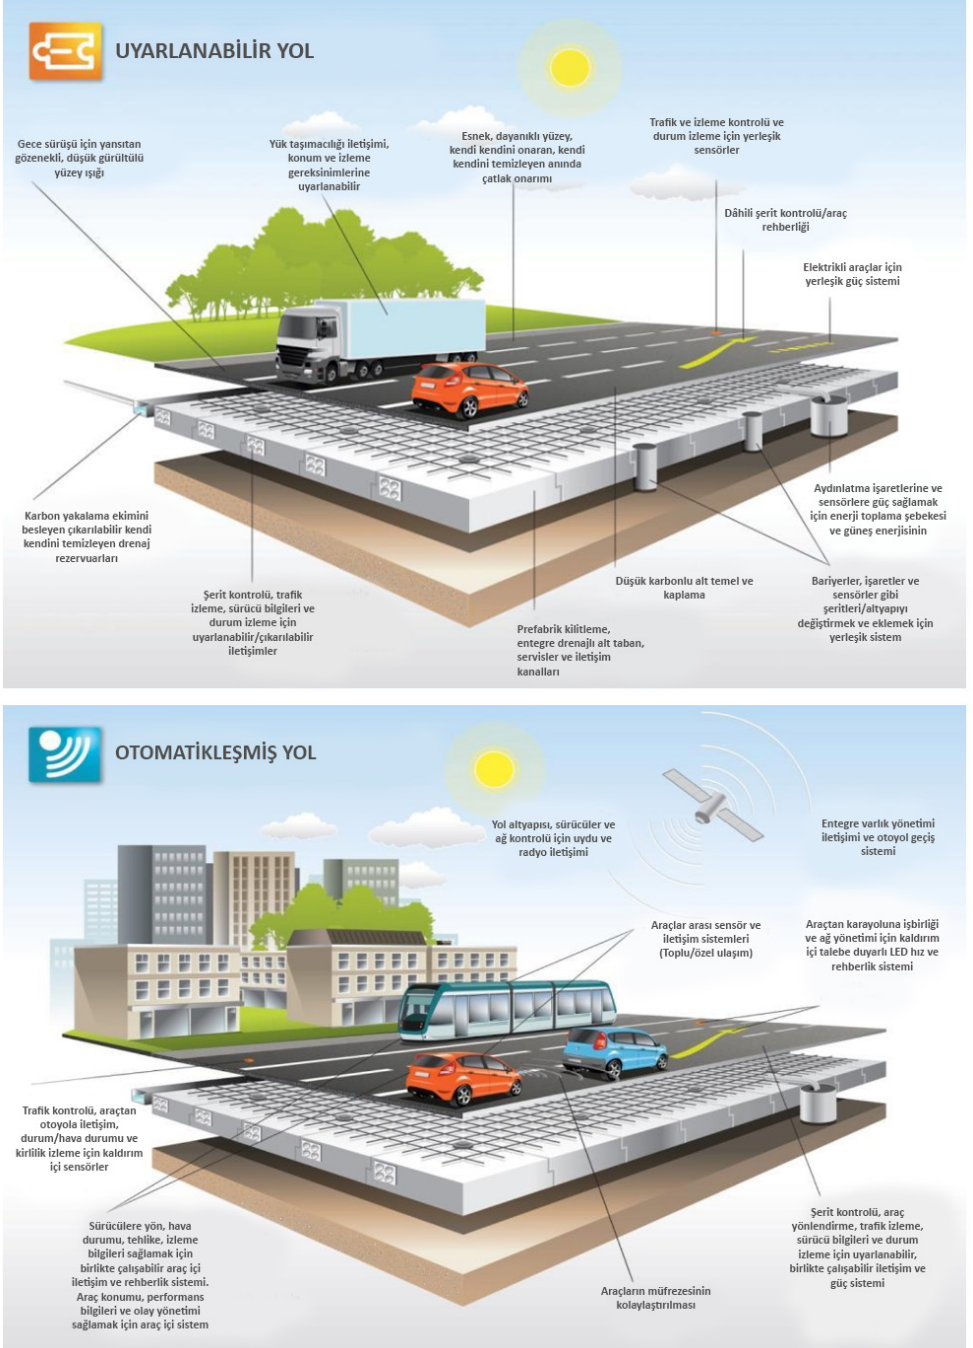 UYARLANABİLİR YOL
Gece sürüşü için yansıtan
gözenekli, düşük gürültülü
yüzey ışığı
Yük taşımacılığı iletişimi,
konum ve izleme
gereksinimlerine
uyarlanabilir
Esnek, dayanıklı yüzey,
kendi kendini onaran, kendi
kendini temizleyen anında
çatlak onarımı
Trafik ve izleme kontrolü ve
durum izleme için yerleşik
sensörler
Dâhili şerit kontrolü/araç
rehberliği
Elektrikli araçlar için
yerleşik güç sistemi
Karbon yakalama ekimini
besleyen çıkarılabilir kendi
kendini temizleyen drenaj
rezervuarları
Şerit kontrolü, trafik
izleme, sürücü bilgileri ve
durum izleme için
uyarlanabilir/çıkarılabilir
iletişimler
Prefabrik kilitleme,
entegre drenajlı alt taban,
servisler ve iletişim
kanalları
Düşük karbonlu alt temel ve
kaplama
Aydınlatma işaretlerine ve
sensörlere güç sağlamak
için enerji toplama şebekesi
ve güneş enerjisinin
Bariyerler, işaretler ve
sensörler gibi
şeritleri/altyapıyı
değiştirmek ve eklemek için
yerleşik sistem
OTOMATİKLEŞMİŞ YOL
Yol altyapısı, sürücüler ve
ağ kontrolü için uydu ve
radyo iletişimi
Entegre varlık yönetimi
iletişimi ve otoyol geçiş
sistemi
Araçlar arası sensör ve
iletişim sistemleri
(Toplu/özel ulaşım)
Araçtan karayoluna işbirliği
ve ağ yönetimi için kaldırım
içi talebe duyarlı LED hız ve
rehberlik sistemi
Trafik kontrolü, araçtan
otoyola iletişim,
durum/hava durumu ve
kirlilik izleme için kaldırım
içi sensörler
Sürücülere yön, hava
durumu, tehlike, izleme
bilgileri sağlamak için
birlikte çalışabilir araç içi
iletişim ve rehberlik sistemi.
Araç konumu, performans
bilgileri ve olay yönetimi
sağlamak için araç içi sistem
Araçların müfrezesinin
kolaylaştırılması
Şerit kontrolü, araç
yönlendirme, trafik izleme,
sürücü bilgileri ve durum
izleme için uyarlanabilir,
birlikte çalışabilir iletişim ve
güç sistemi